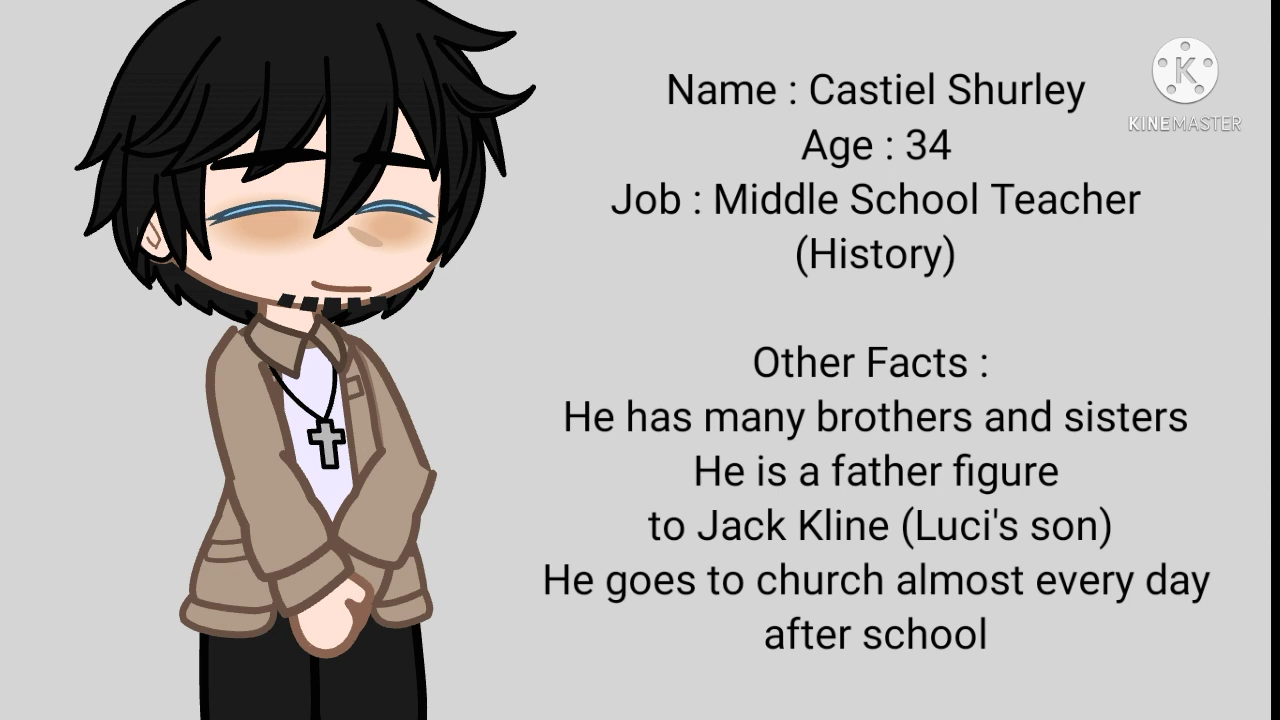 Name : Castiel Shurley
Age : 34
Job : Middle School Teacher
(History)
Other Facts :
He has many brothers and sisters
He is a father figure
to Jack Kline (Luci's son)
He goes to church almost every day
after school
K
KINEMASTER